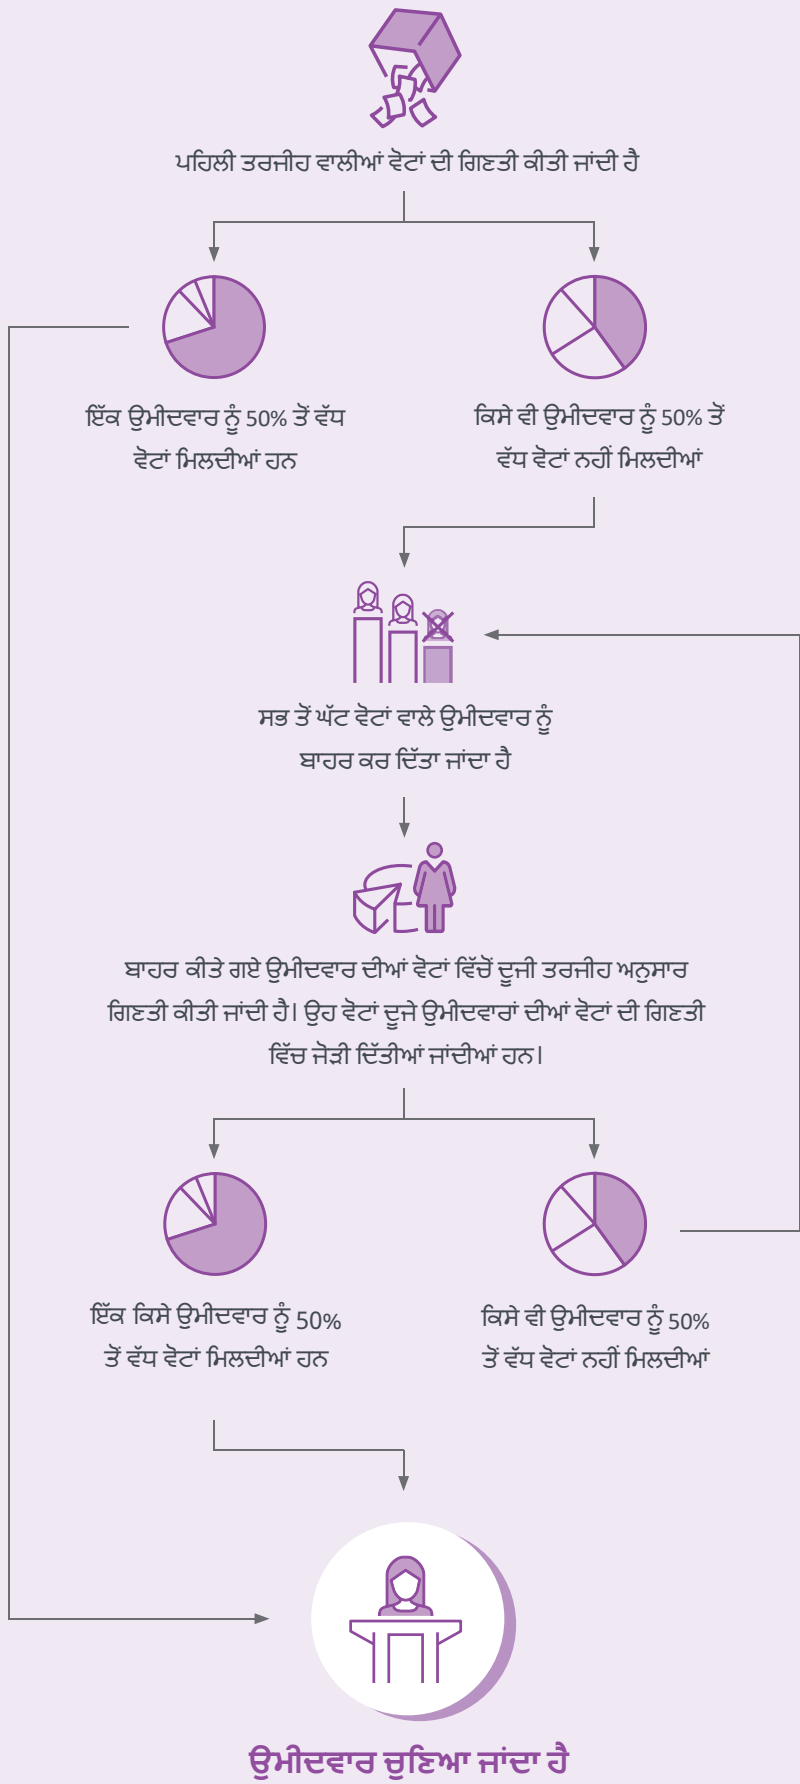 ਪਹਿਲੀ ਤਰਜੀਹ ਵਾਲੀਆਂ ਵੋਟਾਂ ਦੀ ਗਿਣਤੀ ਕੀਤੀ ਜਾਂਦੀ ਹੈ
ਇੱਕ ਉਮੀਦਵਾਰ ਨੂੰ 50% ਤੋਂ ਵੱਧ
ਵੋਟਾਂ ਮਿਲਦੀਆਂ ਹਨ
ਕਿਸੇ ਵੀ ਉਮੀਦਵਾਰ ਨੂੰ 50% ਤੋਂ
ਵੱਧ ਵੋਟਾਂ ਨਹੀਂ ਮਿਲਦੀਆਂ
ਸਭ ਤੋਂ ਘੱਟ ਵੋਟਾਂ ਵਾਲੇ ਉਮੀਦਵਾਰ ਨੂੰ
ਬਾਹਰ ਕਰ ਦਿੱਤਾ ਜਾਂਦਾ ਹੈ
ਬਾਹਰ ਕੀਤੇ ਗਏ ਉਮੀਦਵਾਰ ਦੀਆਂ ਵੋਟਾਂ ਵਿੱਚੋਂ ਦੂਜੀ ਤਰਜੀਹ ਅਨੁਸਾਰ
ਗਿਣਤੀ ਕੀਤੀ ਜਾਂਦੀ ਹੈ। ਉਹ ਵੋਟਾਂ ਦੂਜੇ ਉਮੀਦਵਾਰਾਂ ਦੀਆਂ ਵੋਟਾਂ ਦੀ ਗਿਣਤੀ
ਵਿੱਚ ਜੋੜੀ ਦਿੱਤੀਆਂ ਜਾਂਦੀਆਂ ਹਨ।
ਇੱਕ ਕਿਸੇ ਉਮੀਦਵਾਰ ਨੂੰ 50%
ਤੋਂ ਵੱਧ ਵੋਟਾਂ ਮਿਲਦੀਆਂ ਹਨ
ਕਿਸੇ ਵੀ ਉਮੀਦਵਾਰ ਨੂੰ 50%
ਤੋਂ ਵੱਧ ਵੋਟਾਂ ਨਹੀਂ ਮਿਲਦੀਆਂ
ਉਮੀਦਵਾਰ ਚੁਣਿਆ ਜਾਂਦਾ ਹੈ